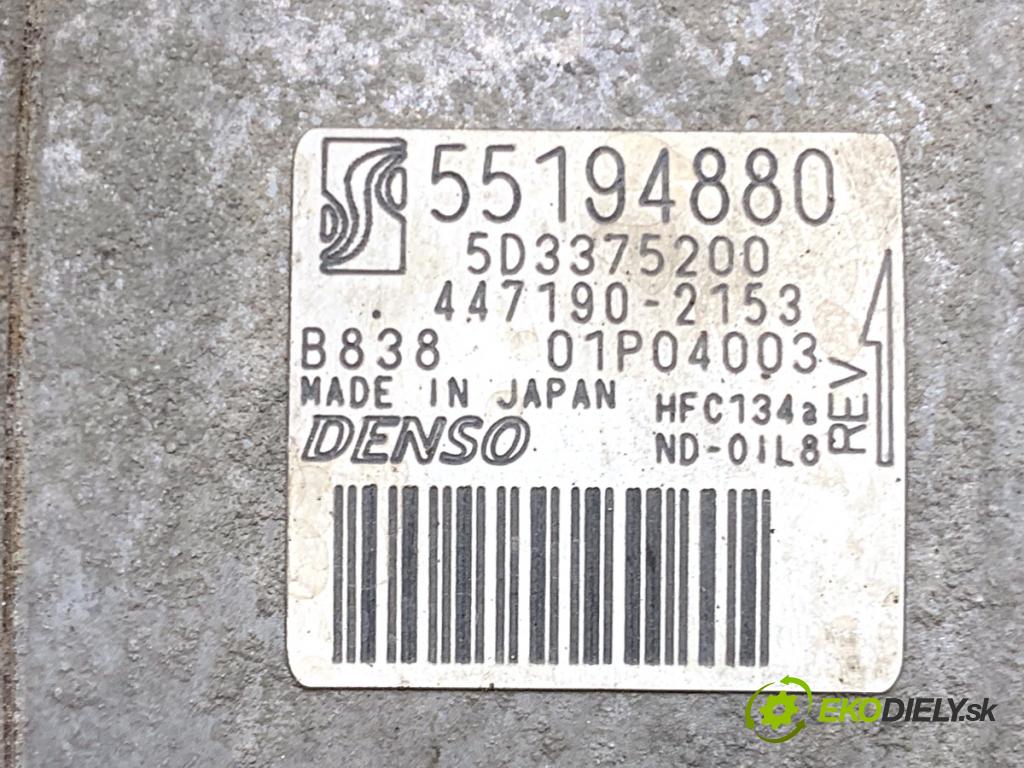 55194880
5D3375200
447190-2153
B838 01P04003
MADE IN JAPAN HFC134a
DENSO ND-OIL8
REV
EKODIELY.sk